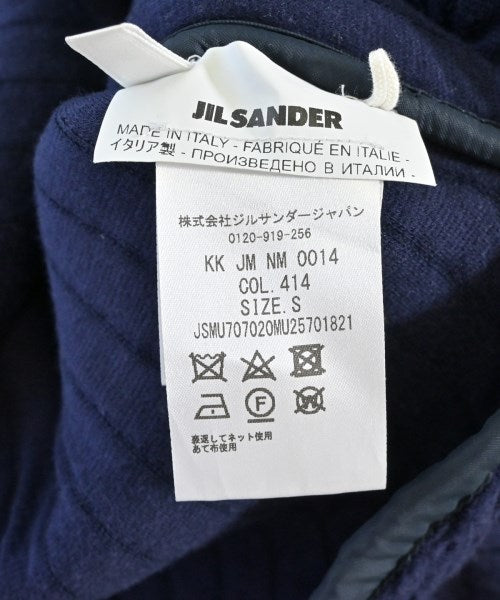 JIL SANDER
MADE IN ITALY - FABRIQUÉ EN ITALIE -
イタリア製 - ПРОИЗВЕДЕНО В ИТАЛИИ -
株式会社ジルサンダージャパン
0120-919-256
KK JM NM 0014
COL.414
SIZE.S
JSMU707020MU25701821
F
裏返してネット使用
あて布使用